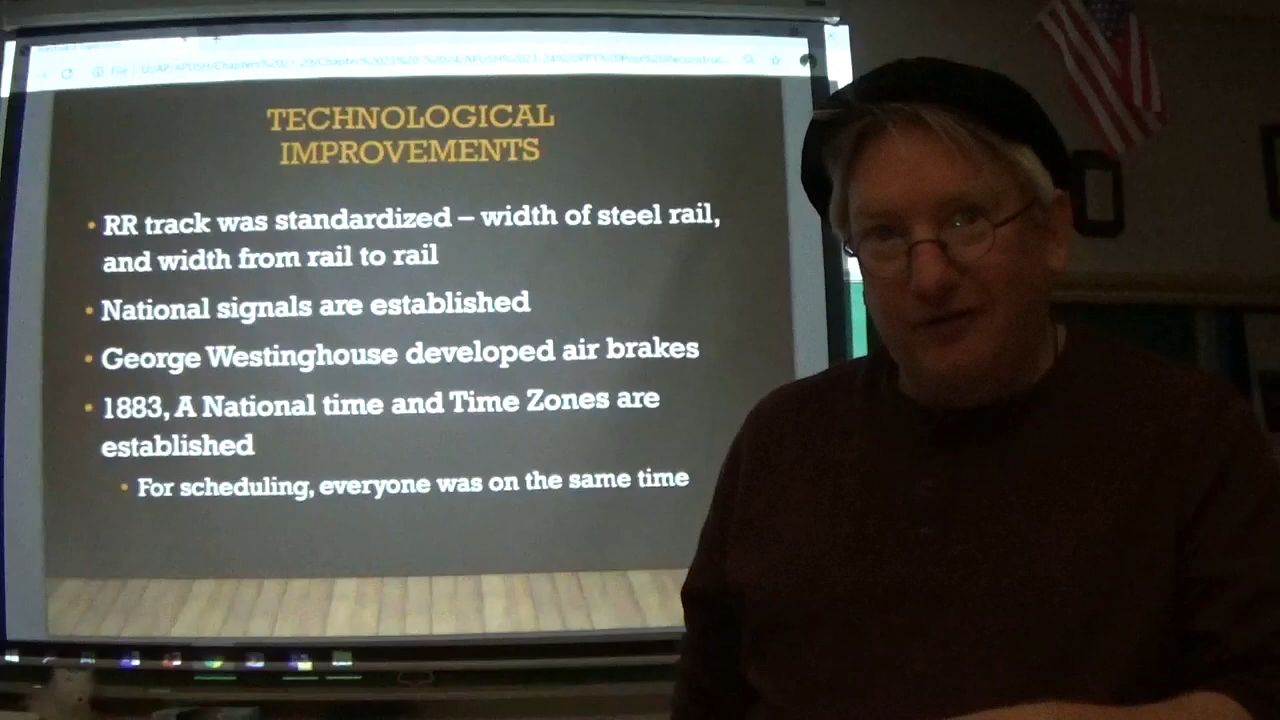 TECHNOLOGICAL
IMPROVEMENTS
• RR track was standardized – width of steel rail,
and width from rail to rail
• National signals are established
• George Westinghouse developed air brakes
• 1883, A National time and Time Zones are
established
• For scheduling, everyone was on the same time